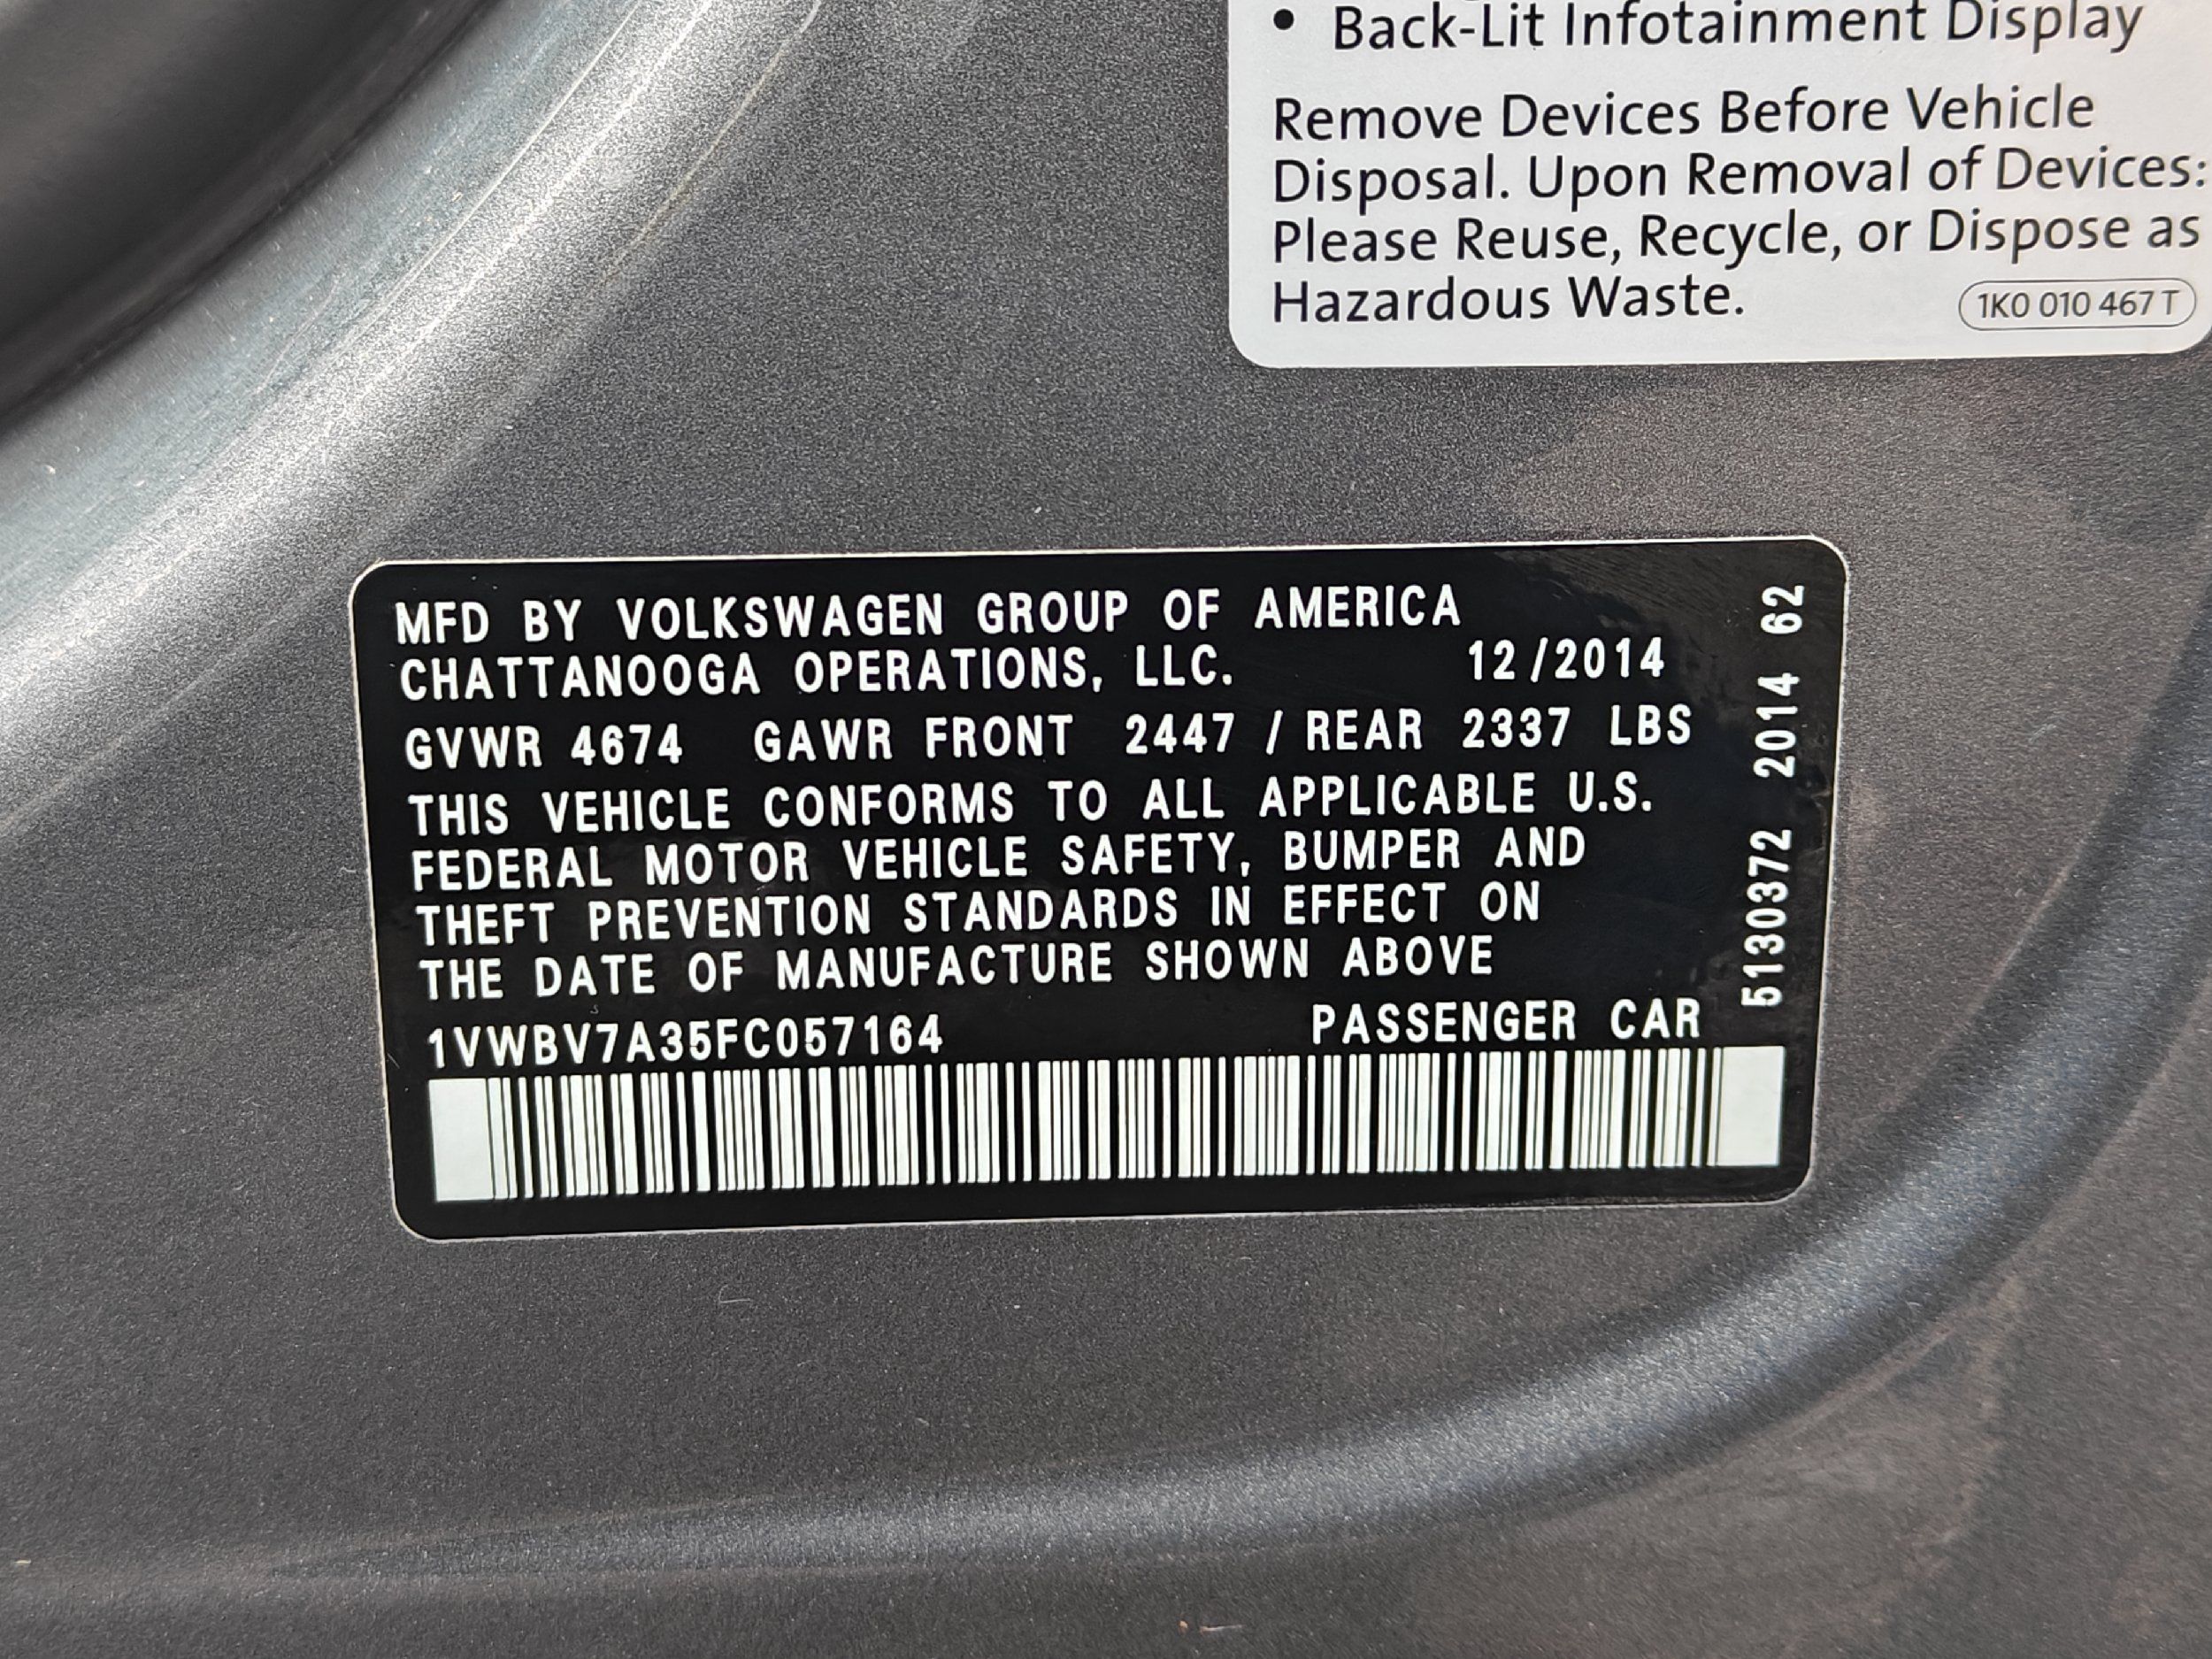 • Back-Lit Infotainment Display
Remove Devices Before Vehicle
Disposal. Upon Removal of Devices:
Please Reuse, Recycle, or Dispose as
Hazardous Waste.
1K0 010 467 T
MFD BY VOLKSWAGEN GROUP OF AMERICA
CHATTANOOGA OPERATIONS, LLC. 12/2014
GVWR 4674 GAWR FRONT 2447 / REAR 2337 LBS
THIS VEHICLE CONFORMS TO ALL APPLICABLE U.S.
FEDERAL MOTOR VEHICLE SAFETY, BUMPER AND
THEFT PREVENTION STANDARDS IN EFFECT ON
THE DATE OF MANUFACTURE SHOWN ABOVE
1VWBV7A35FC057164 PASSENGER CAR
5130372 2014 62